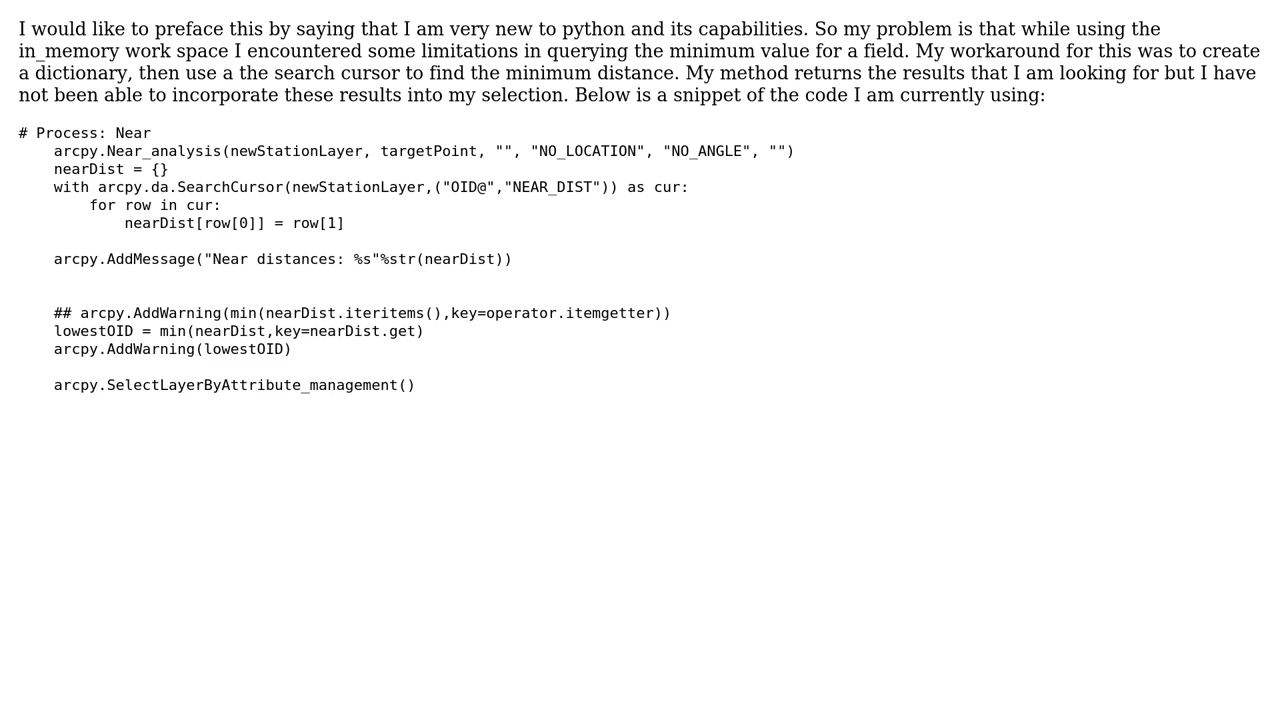 I would like to preface this by saying that I am very new to python and its capabilities. So my problem is that while using the
in_memory work space I encountered some limitations in querying the minimum value for a field. My workaround for this was to create
a dictionary, then use a the search cursor to find the minimum distance. My method returns the results that I am looking for but I have
not been able to incorporate these results into my selection. Below is a snippet of the code I am currently using:
# Process: Near
    arcpy.Near_analysis(newStationLayer, targetPoint, "", "NO_LOCATION", "NO_ANGLE", "")
    nearDist = {}
    with arcpy.da.SearchCursor(newStationLayer,("OID@","NEAR_DIST")) as cur:
        for row in cur:
            nearDist[row[0]] = row[1]
    arcpy.AddMessage("Near distances: %s"%str(nearDist))
    ## arcpy.AddWarning(min(nearDist.iteritems(),key=operator.itemgetter))
    lowestOID = min(nearDist,key=nearDist.get)
    arcpy.AddWarning(lowestOID)
    arcpy.SelectLayerByAttribute_management()